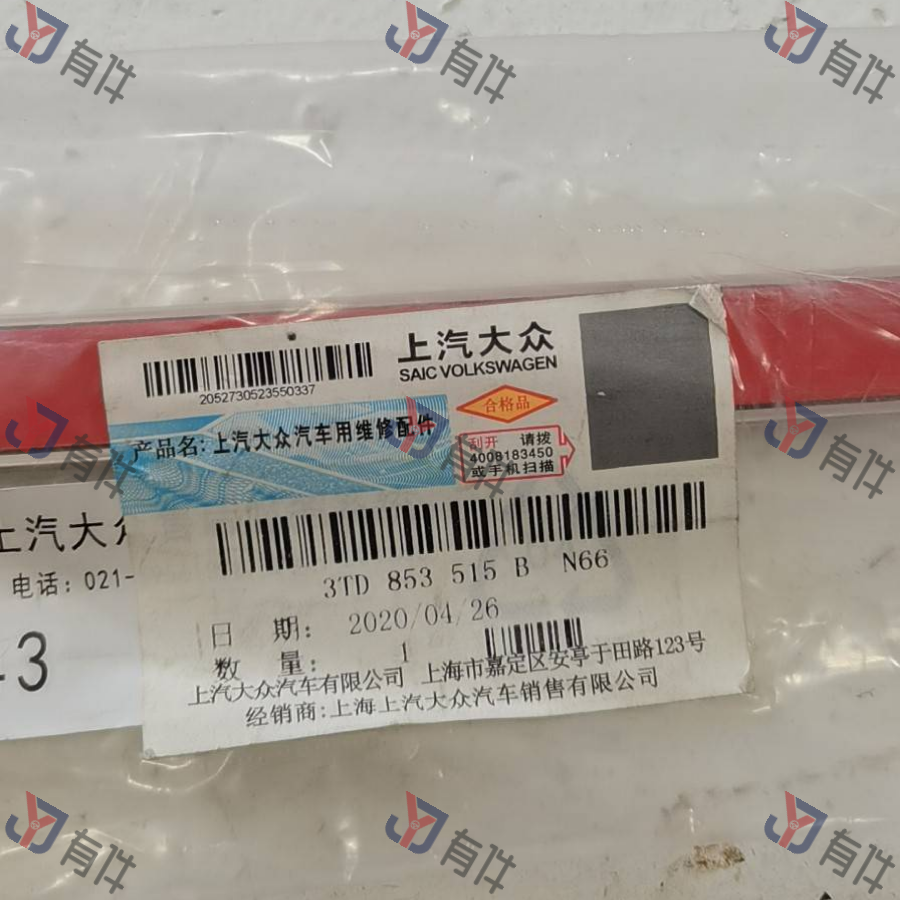 有件
有件
有件
上汽大众
SAIC VOLKSWAGEN
2052730523550337
合格品
产品名: 上汽大众汽车用维修配件
刮开 请拨
4008183450
或手机扫描
有件
有件
有件
上汽大众
电话: 021-
3TD 853 515 B N66
日 期: 2020/04/26
数 量: 1
-3
上汽大众汽车有限公司 上海市嘉定区安亭于田路123号
经销商:上海上汽大众汽车销售有限公司
有件
有件
有件